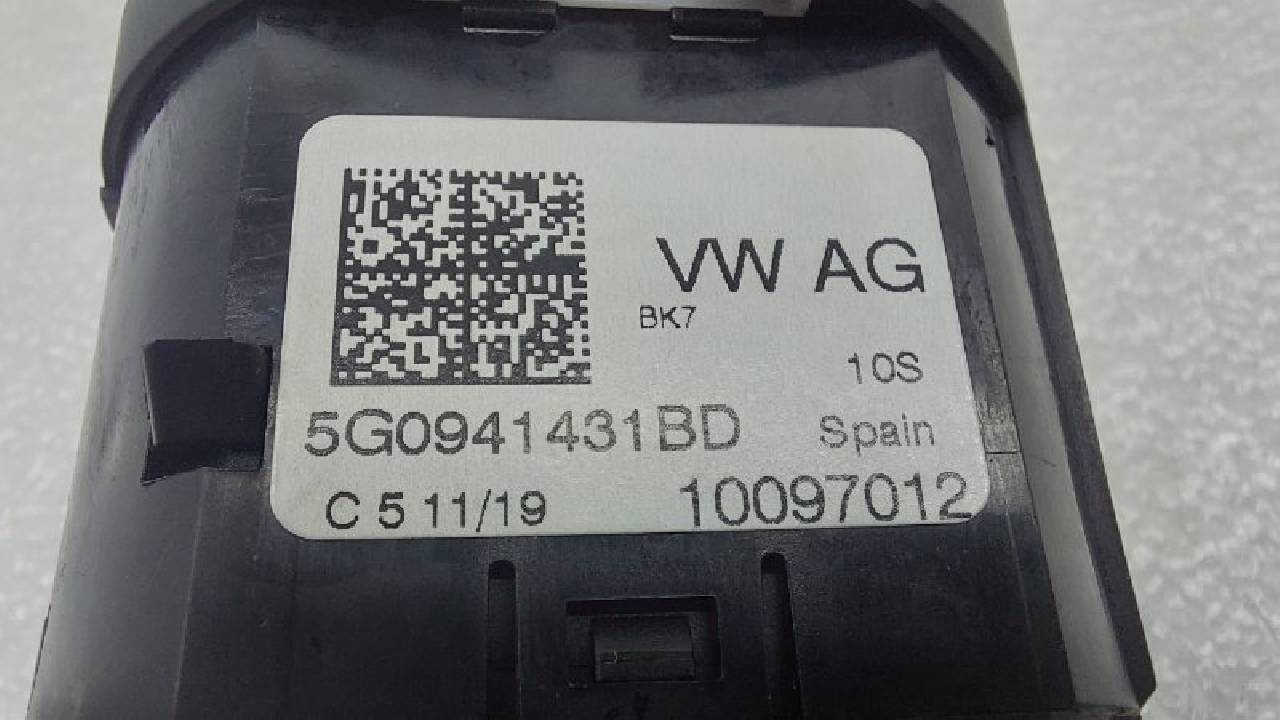 VW AG
BK7
10S
5G0941431BD Spain
C 5 11/19 10097012